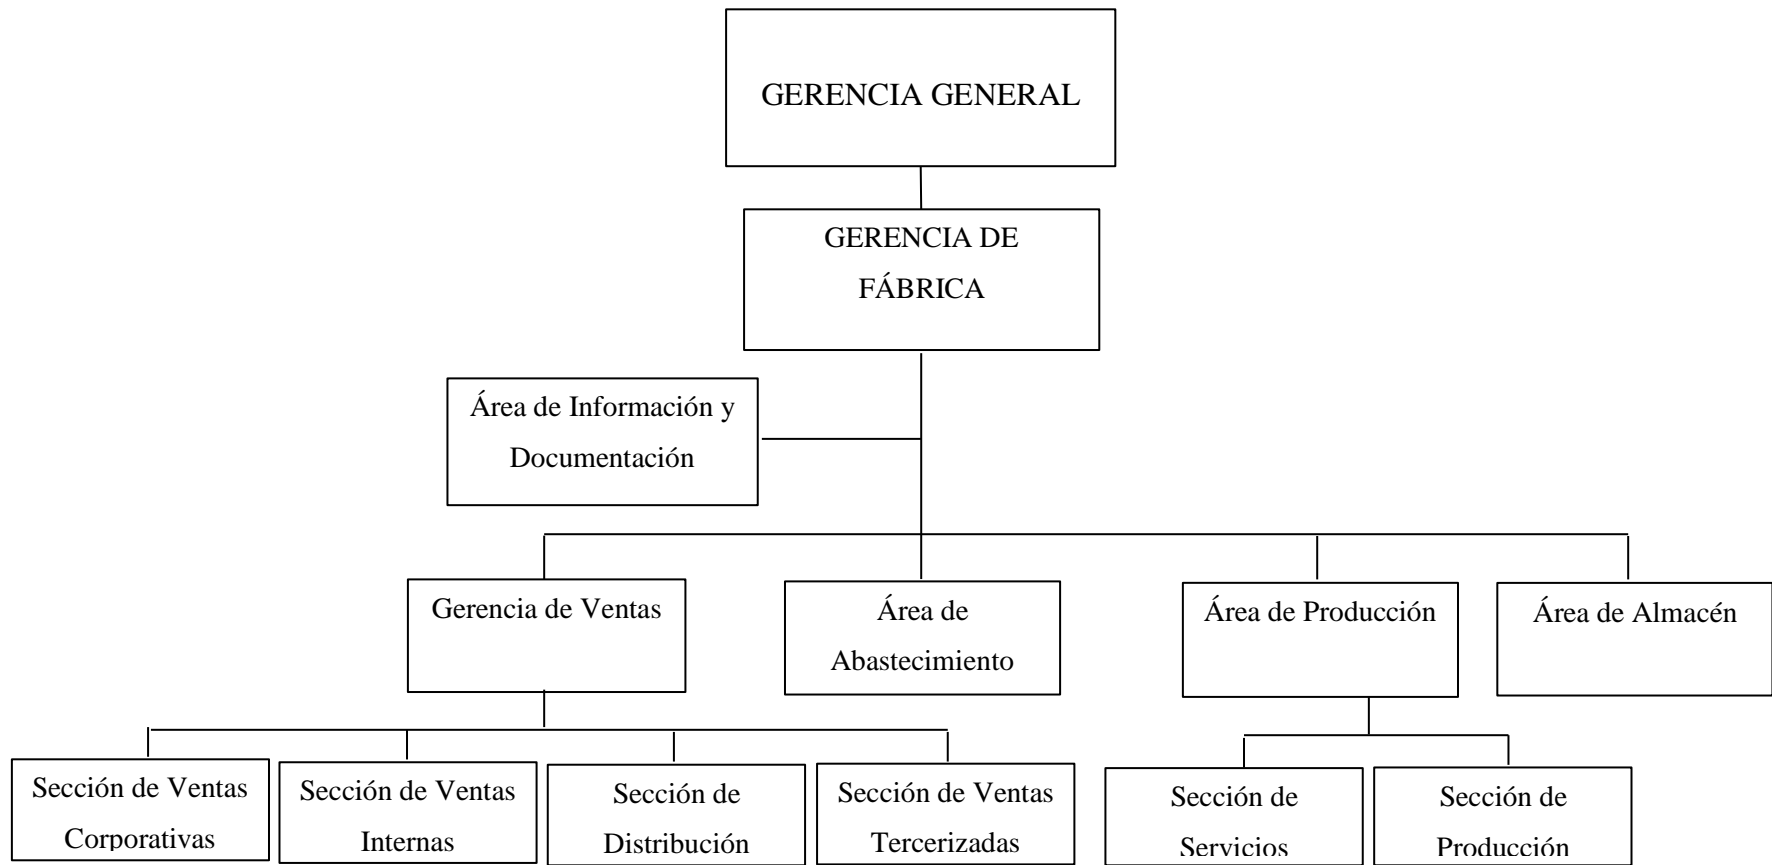 GERENCIA GENERAL
GERENCIA DE
FÁBRICA
Área de Información y
Documentación
Gerencia de Ventas
Área de
Abastecimiento
Área de Producción
Área de Almacén
Sección de Ventas
Corporativas
Sección de Ventas
Internas
Sección de
Distribución
Sección de Ventas
Tercerizadas
Sección de
Servicios
Sección de
Producción